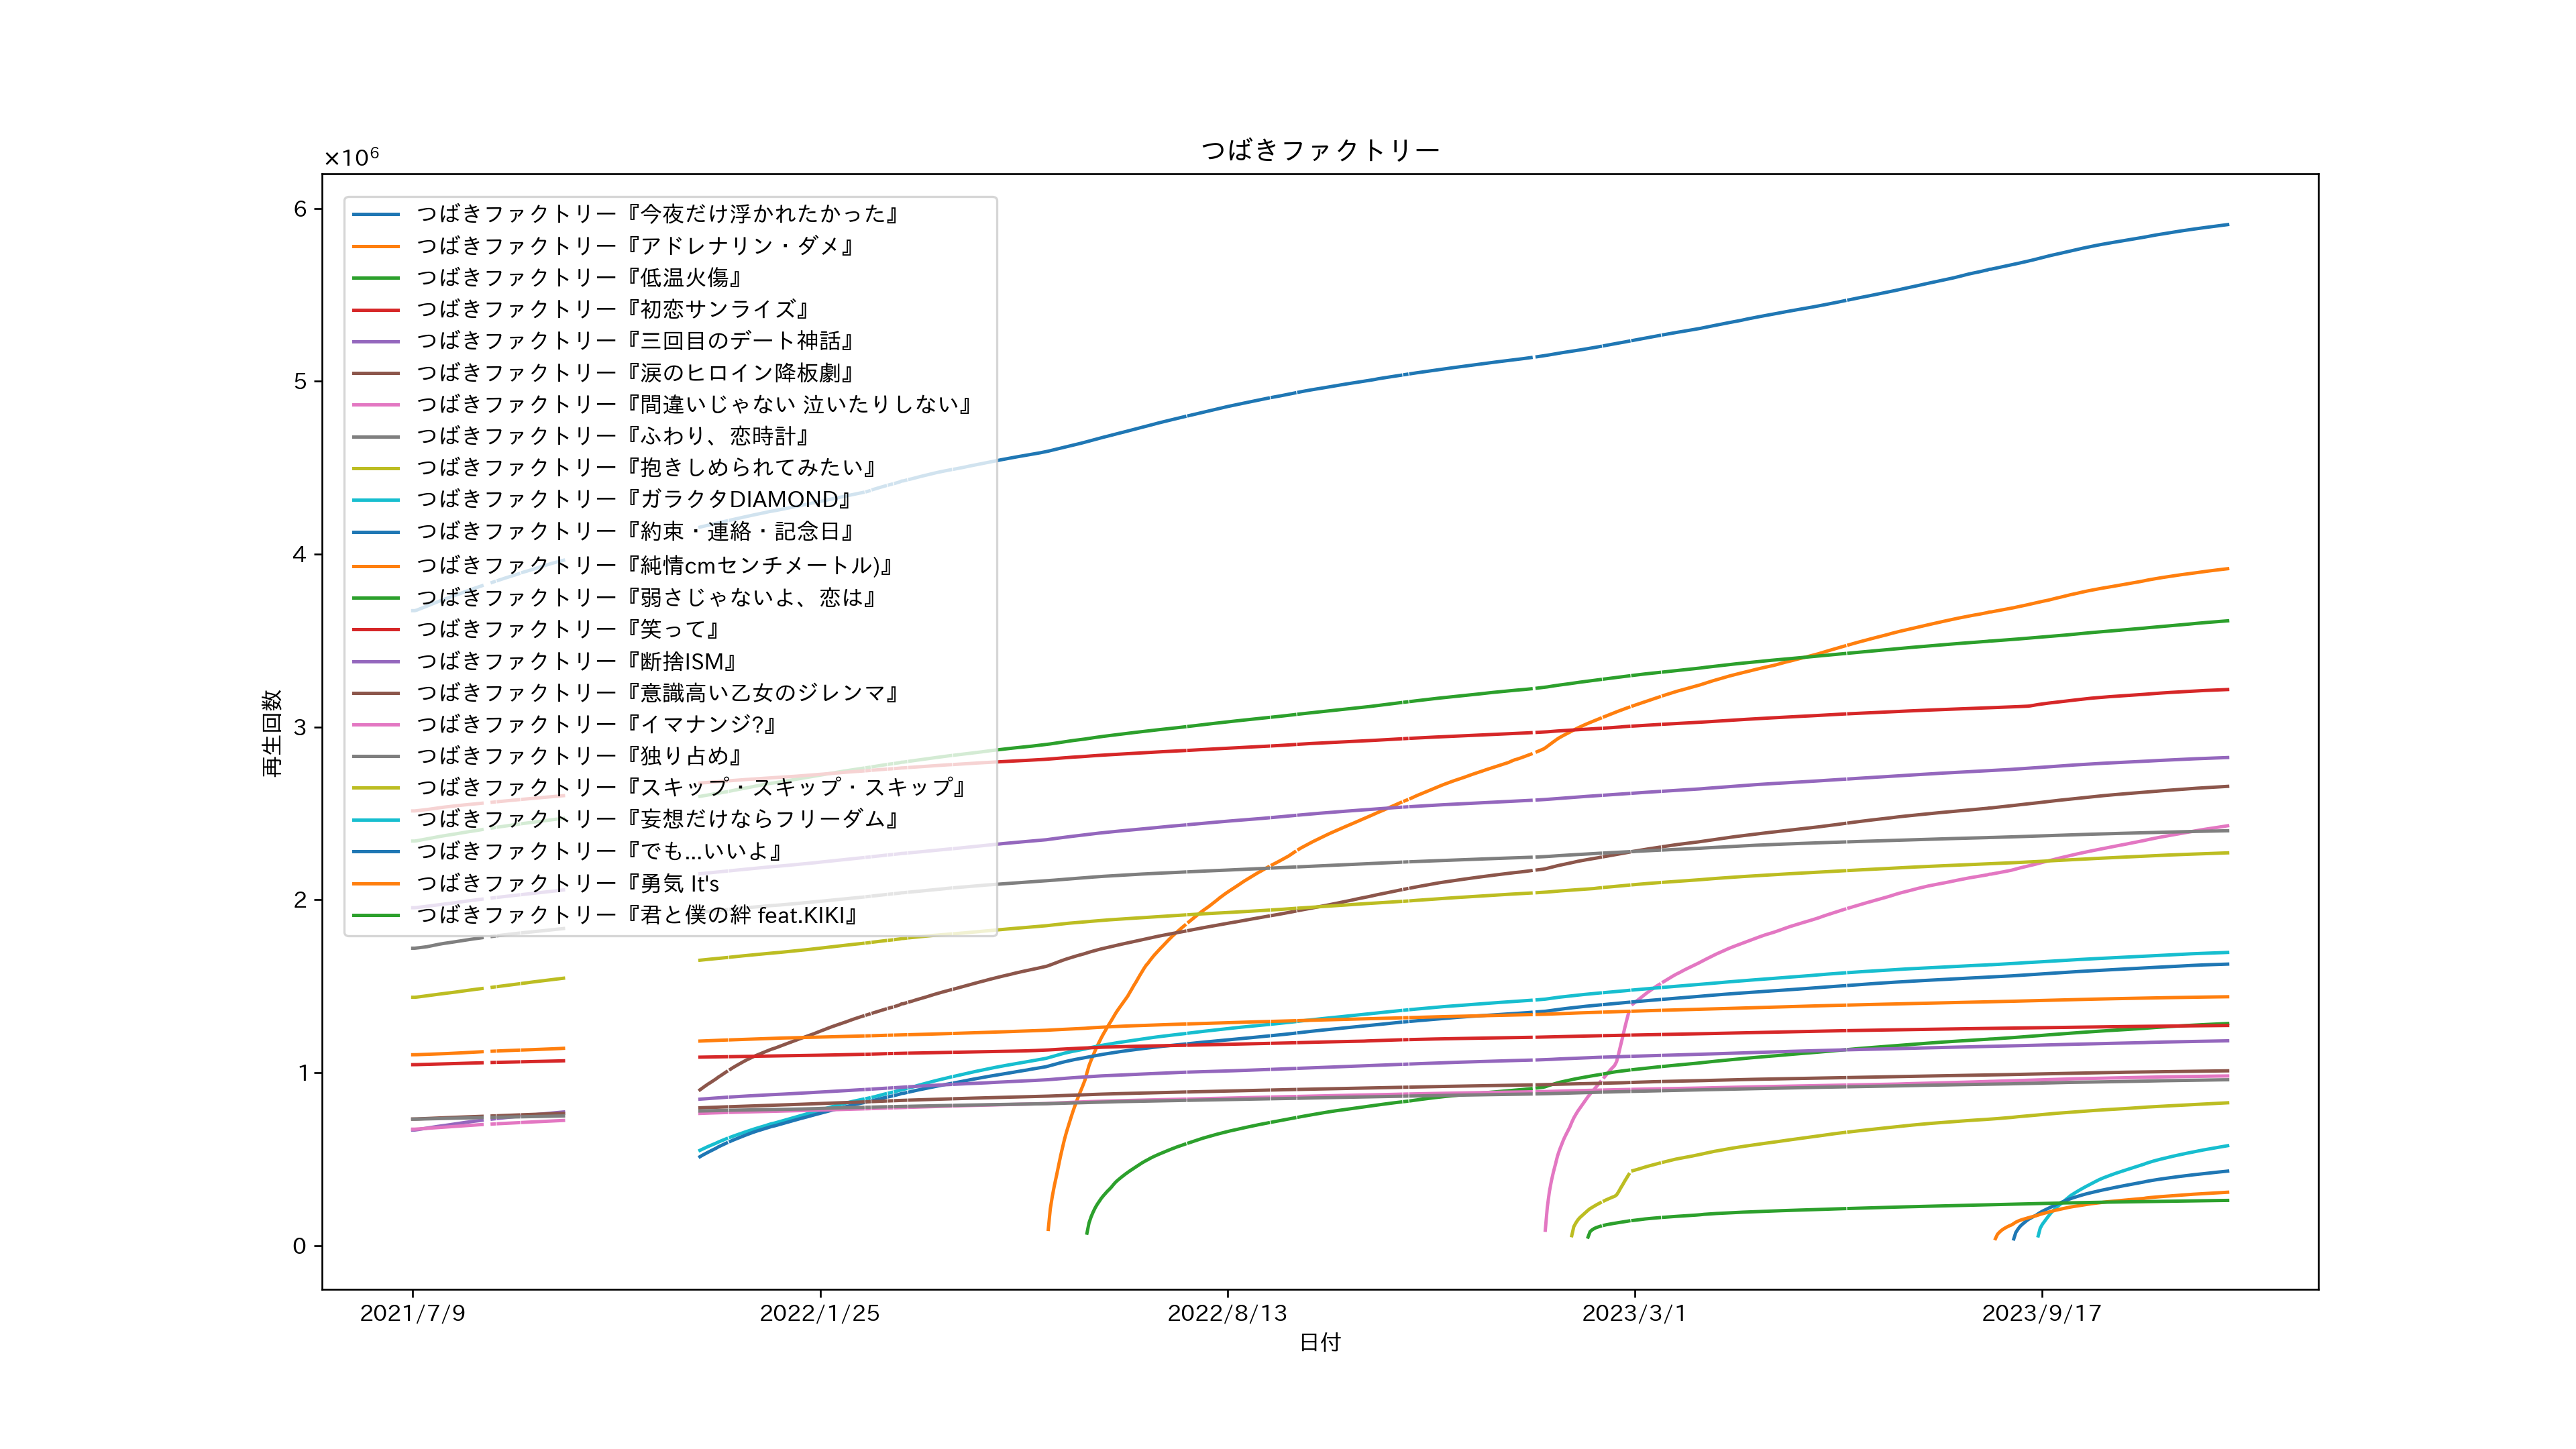 つばきファクトリー
×10⁶
6
5
4
3
2
1
0
再生回数
つばきファクトリー『今夜だけ浮かれたかった』
つばきファクトリー『アドレナリン・ダメ』
つばきファクトリー『低温火傷』
つばきファクトリー『初恋サンライズ』
つばきファクトリー『三回目のデート神話』
つばきファクトリー『涙のヒロイン降板劇』
つばきファクトリー『間違いじゃない 泣いたりしない』
つばきファクトリー『ふわり、恋時計』
つばきファクトリー『抱きしめられてみたい』
つばきファクトリー『ガラクタDIAMOND』
つばきファクトリー『約束・連絡・記念日』
つばきファクトリー『純情cmセンチメートル)』
つばきファクトリー『弱さじゃないよ、恋は』
つばきファクトリー『笑って』
つばきファクトリー『断捨ISM』
つばきファクトリー『意識高い乙女のジレンマ』
つばきファクトリー『イマナンジ?』
つばきファクトリー『独り占め』
つばきファクトリー『スキップ・スキップ・スキップ』
つばきファクトリー『妄想だけならフリーダム』
つばきファクトリー『でも...いいよ』
つばきファクトリー『勇気 It's
つばきファクトリー『君と僕の絆 feat.KIKI』
2021/7/9
2022/1/25
2022/8/13
2023/3/1
2023/9/17
日付